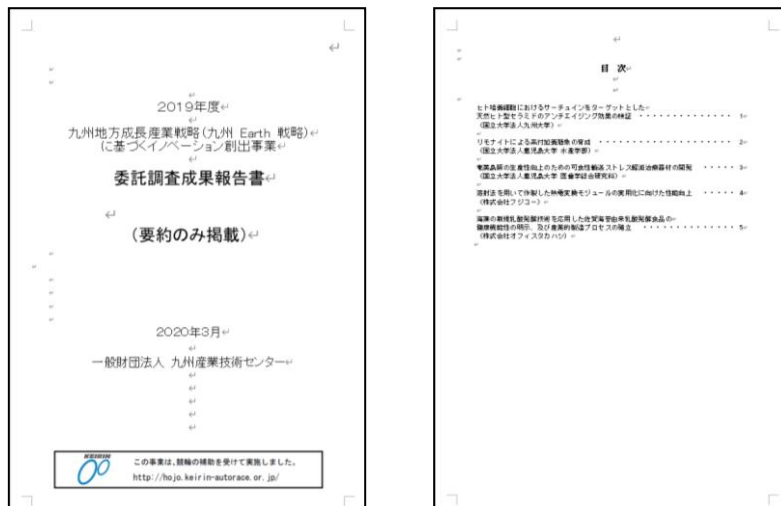 2019年度
九州地方成長産業戦略(九州 Earth 戦略)
に基づくイノベーション創出事業
委託調査成果報告書
(要約のみ掲載)
2020年3月
一般財団法人 九州産業技術センター
KEIRIN
この事業は、競輪の補助を受けて実施しました。
http://hojo.keirin-autorace.or.jp/
目 次
ヒト培養細胞におけるサーチュインをターゲットとした
天然ヒト型セラミドのアンチエイジング効果の検証 ・・・・・・・・・・・・・・ 1
(国立大学法人九州大学)
リモナイトによる高付加価値魚の育成 ・・・・・・・・・・・・・・ 2
(国立大学法人鹿児島大学 水産学部)
生産性向上のための可食性輸送ストレス軽減治療器材の開発 ・・・・・ 3
(国立大学法人鹿児島大学 医歯学総合研究科)
溶射法を用いて作製した熱電変換モジュールの実用化に向けた性能向上 ・・・・・ 4
(株式会社フジコー)
海藻の新規乳酸発酵技術を応用した佐賀海苔由来乳酸発酵食品の
健康機能性の明示、及び産業的製造プロセスの確立 ・・・・・・・・・・・・・・ 5
(株式会社オフィスタカハシ)